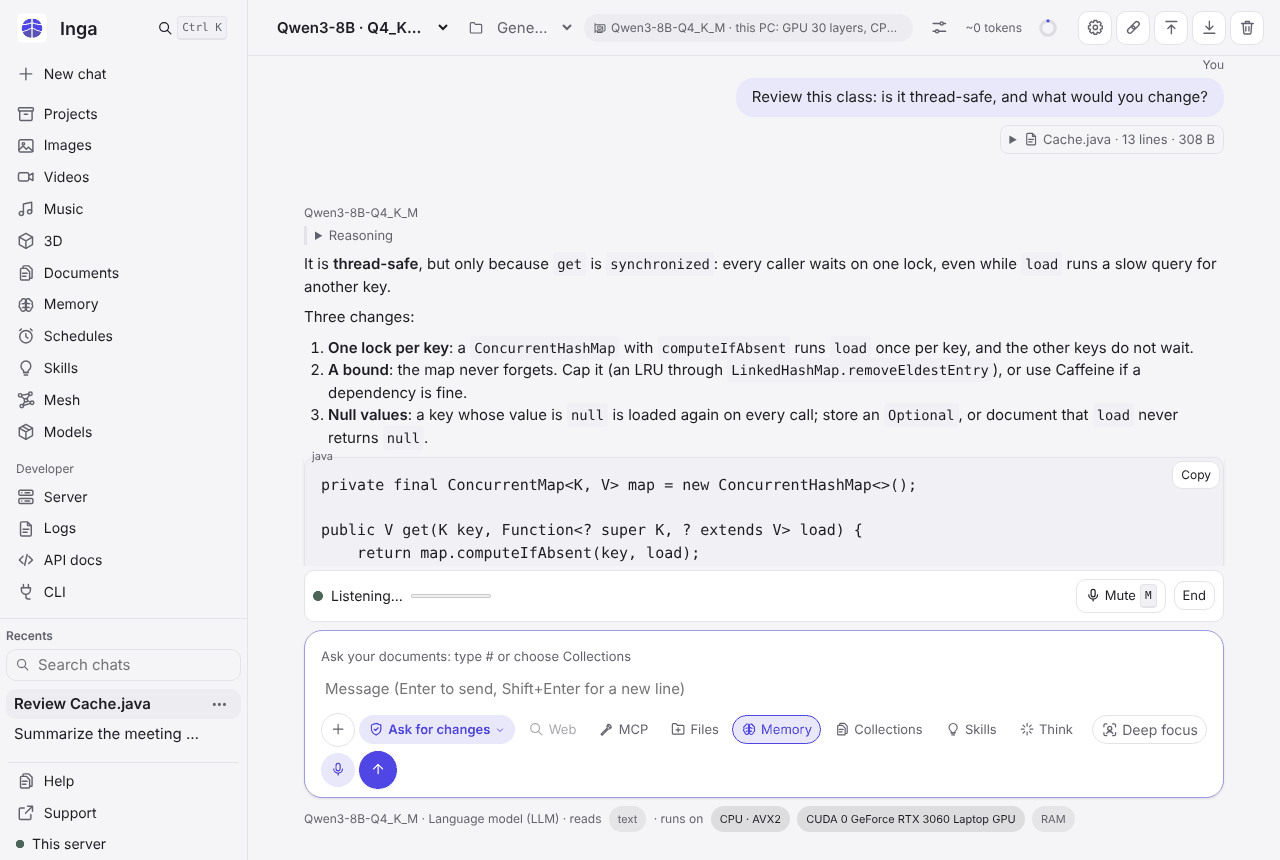 Inga
Ctrl K
New chat
Projects
Images
Videos
Music
3D
Documents
Memory
Schedules
Skills
Mesh
Models
Developer
Server
Logs
API docs
CLI
Recents
Search chats
Review Cache.java
Summarize the meeting ...
Help
Support
This server
Qwen3-8B · Q4_K...
Gene...
Qwen3-8B-Q4_K_M · this PC: GPU 30 layers, CP...
~0 tokens
You
Review this class: is it thread-safe, and what would you change?
Cache.java · 13 lines · 308 B
Qwen3-8B-Q4_K_M
Reasoning
It is thread-safe, but only because get is synchronized: every caller waits on one lock, even while load runs a slow query for
another key.
Three changes:
1. One lock per key: a ConcurrentHashMap with computeIfAbsent runs load once per key, and the other keys do not wait.
2. A bound: the map never forgets. Cap it (an LRU through LinkedHashMap.removeEldestEntry), or use Caffeine if a
dependency is fine.
3. Null values: a key whose value is null is loaded again on every call; store an Optional, or document that load never
returns null.
java
Copy
private final ConcurrentMap<K, V> map = new ConcurrentHashMap<>();
public V get(K key, Function<? super K, ? extends V> load) {
return map.computeIfAbsent(key, load);
Listening...
Mute M
End
Ask your documents: type # or choose Collections
Message (Enter to send, Shift+Enter for a new line)
Ask for changes
Web
MCP
Files
Memory
Collections
Skills
Think
Deep focus
Qwen3-8B-Q4_K_M · Language model (LLM) · reads text · runs on CPU · AVX2 CUDA 0 GeForce RTX 3060 Laptop GPU RAM